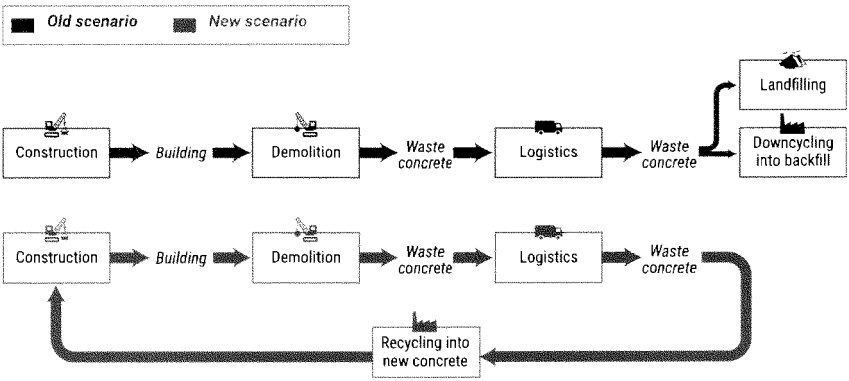 Old scenario
New scenario
Landfilling
Construction
Building
Demolition
Waste
concrete
Logistics
Waste
concrete
Downcycling
into backfill
Construction
Building
Demolition
Waste
concrete
Logistics
Waste
concrete
Recycling into
new concrete